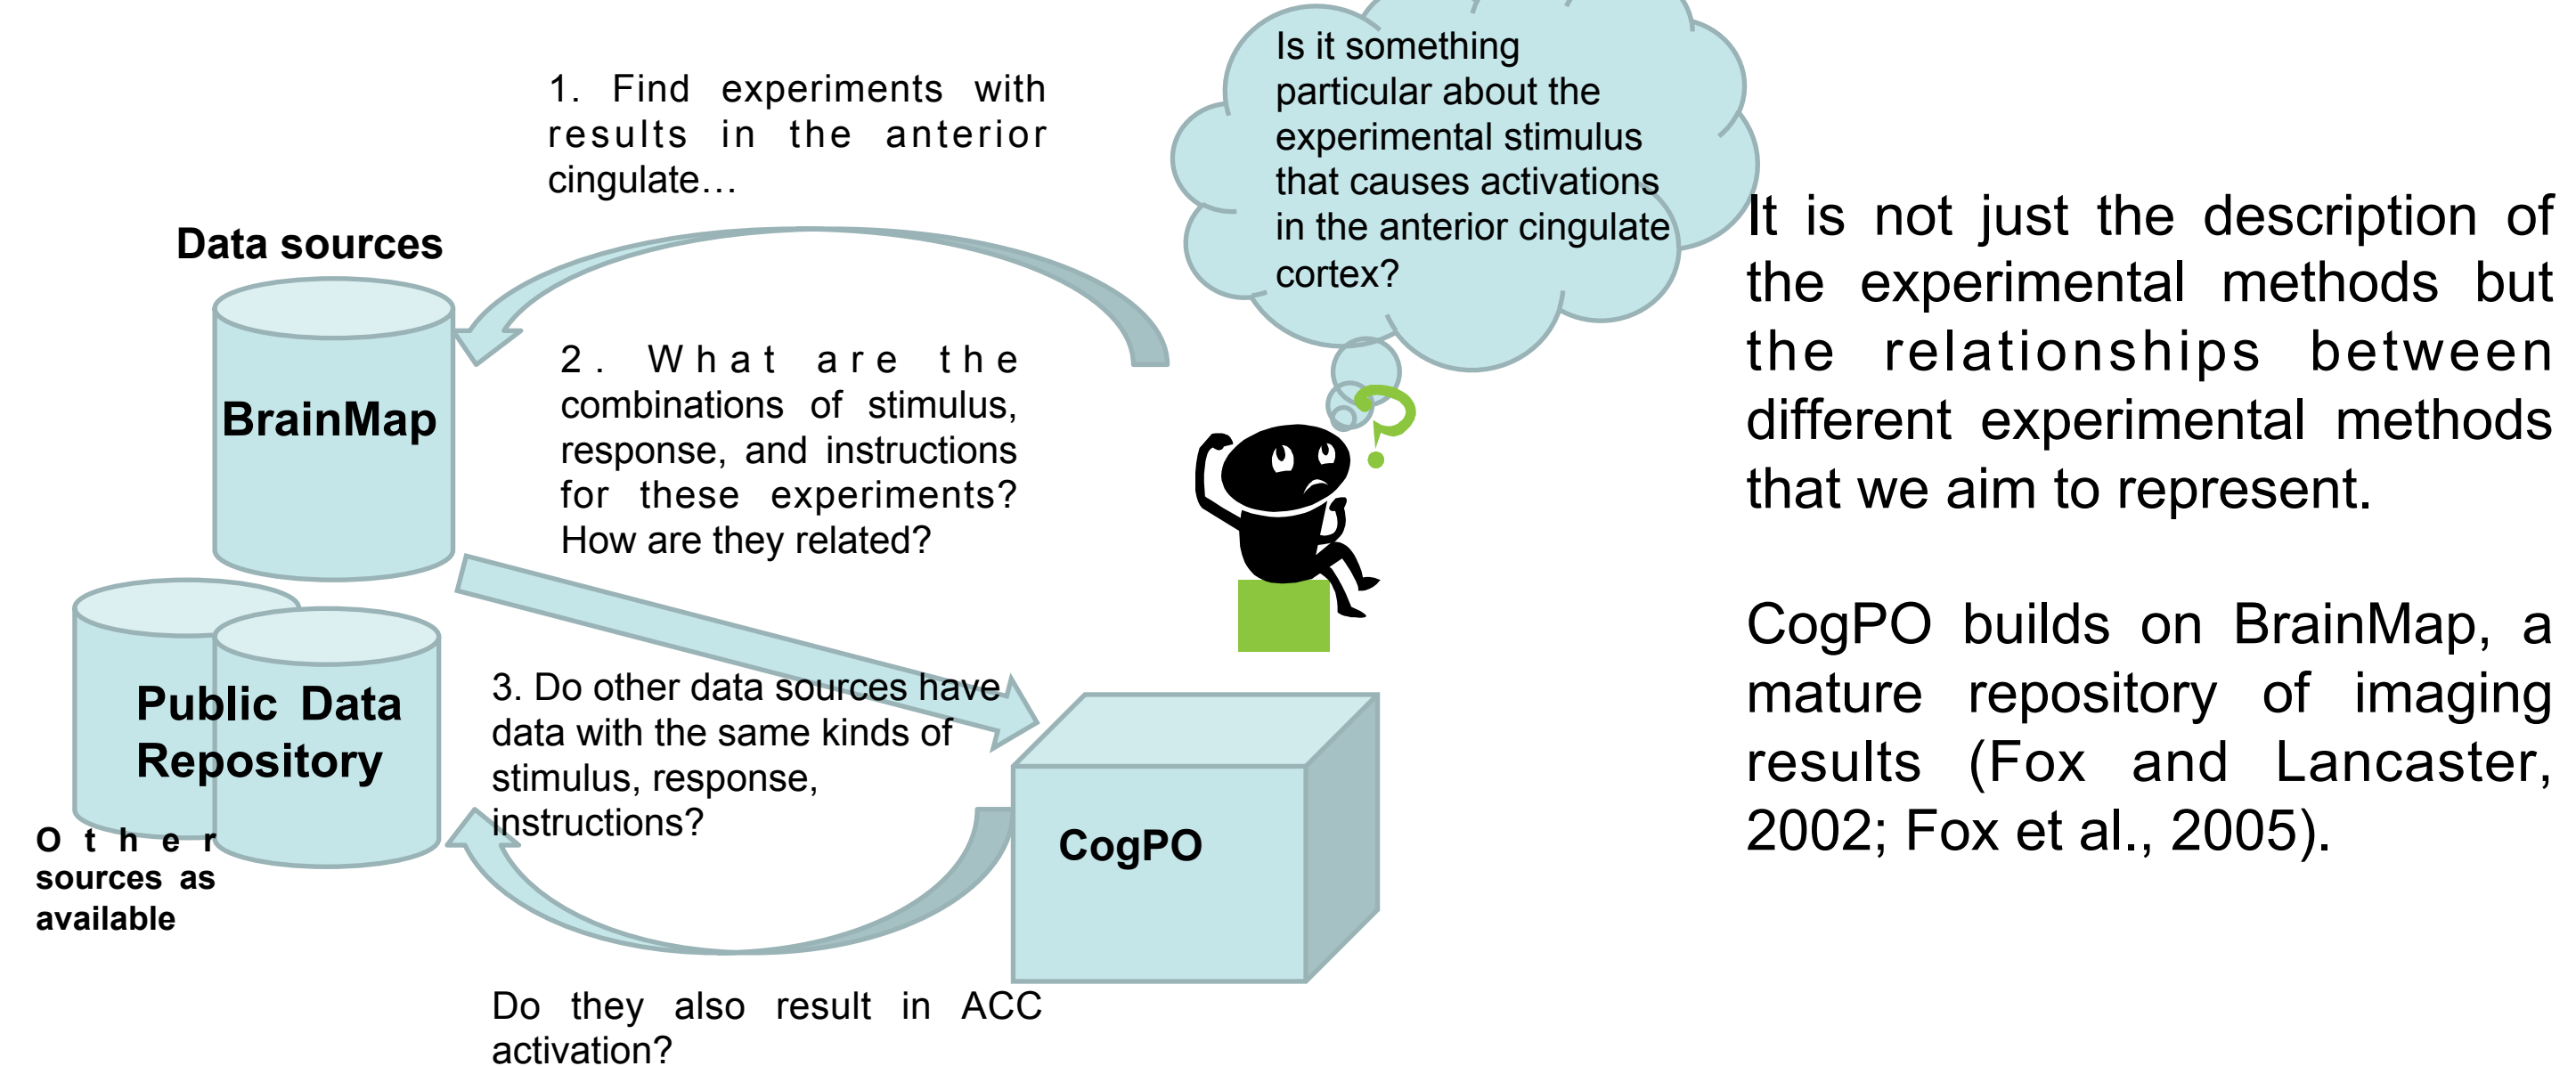 1. Find experiments with
results in the anterior
cingulate…
Data sources
BrainMap
2. What are the
combinations of stimulus,
response, and instructions
for these experiments?
How are they related?
Public Data
Repository
Other
sources as
available
3. Do other data sources have
data with the same kinds of
stimulus, response,
instructions?
CogPO
Do they also result in ACC
activation?
Is it something
particular about the
experimental stimulus
that causes activations
in the anterior cingulate
cortex?
?
It is not just the description of
the experimental methods but
the relationships between
different experimental methods
that we aim to represent.
CogPO builds on BrainMap, a
mature repository of imaging
results (Fox and Lancaster,
2002; Fox et al., 2005).